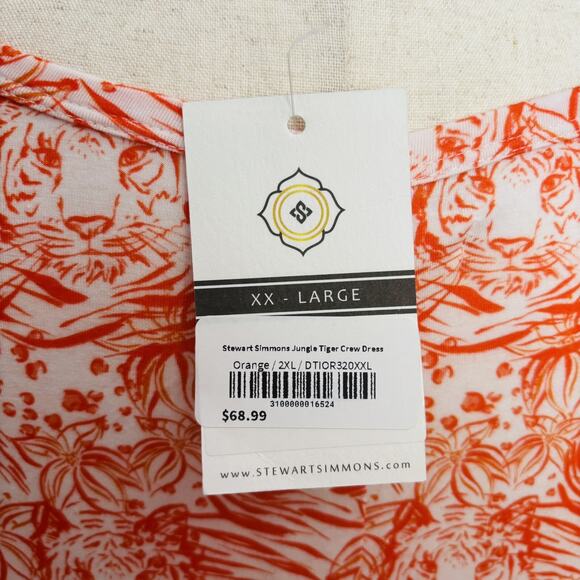 XX - LARGE
Stewart Simmons Jungle Tiger Crew Dress
Orange / 2XL / DTIOR320XXL
3100000016524
$68.99
www.STEWARTSIMMONS.com